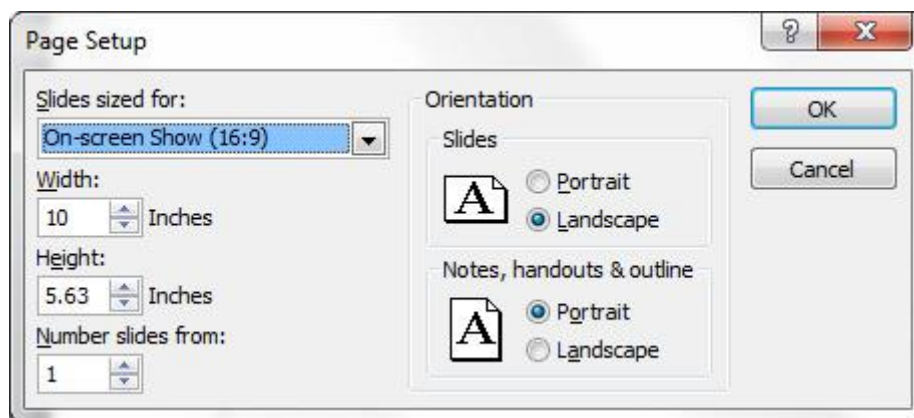 Page Setup
Slides sized for:
On-screen Show (16:9)
Width:
10 Inches
Height:
5.63 Inches
Number slides from:
1
Orientation
Slides
A
Portrait
Landscape
Notes, handouts & outline
A
Portrait
Landscape
?
X
OK
Cancel